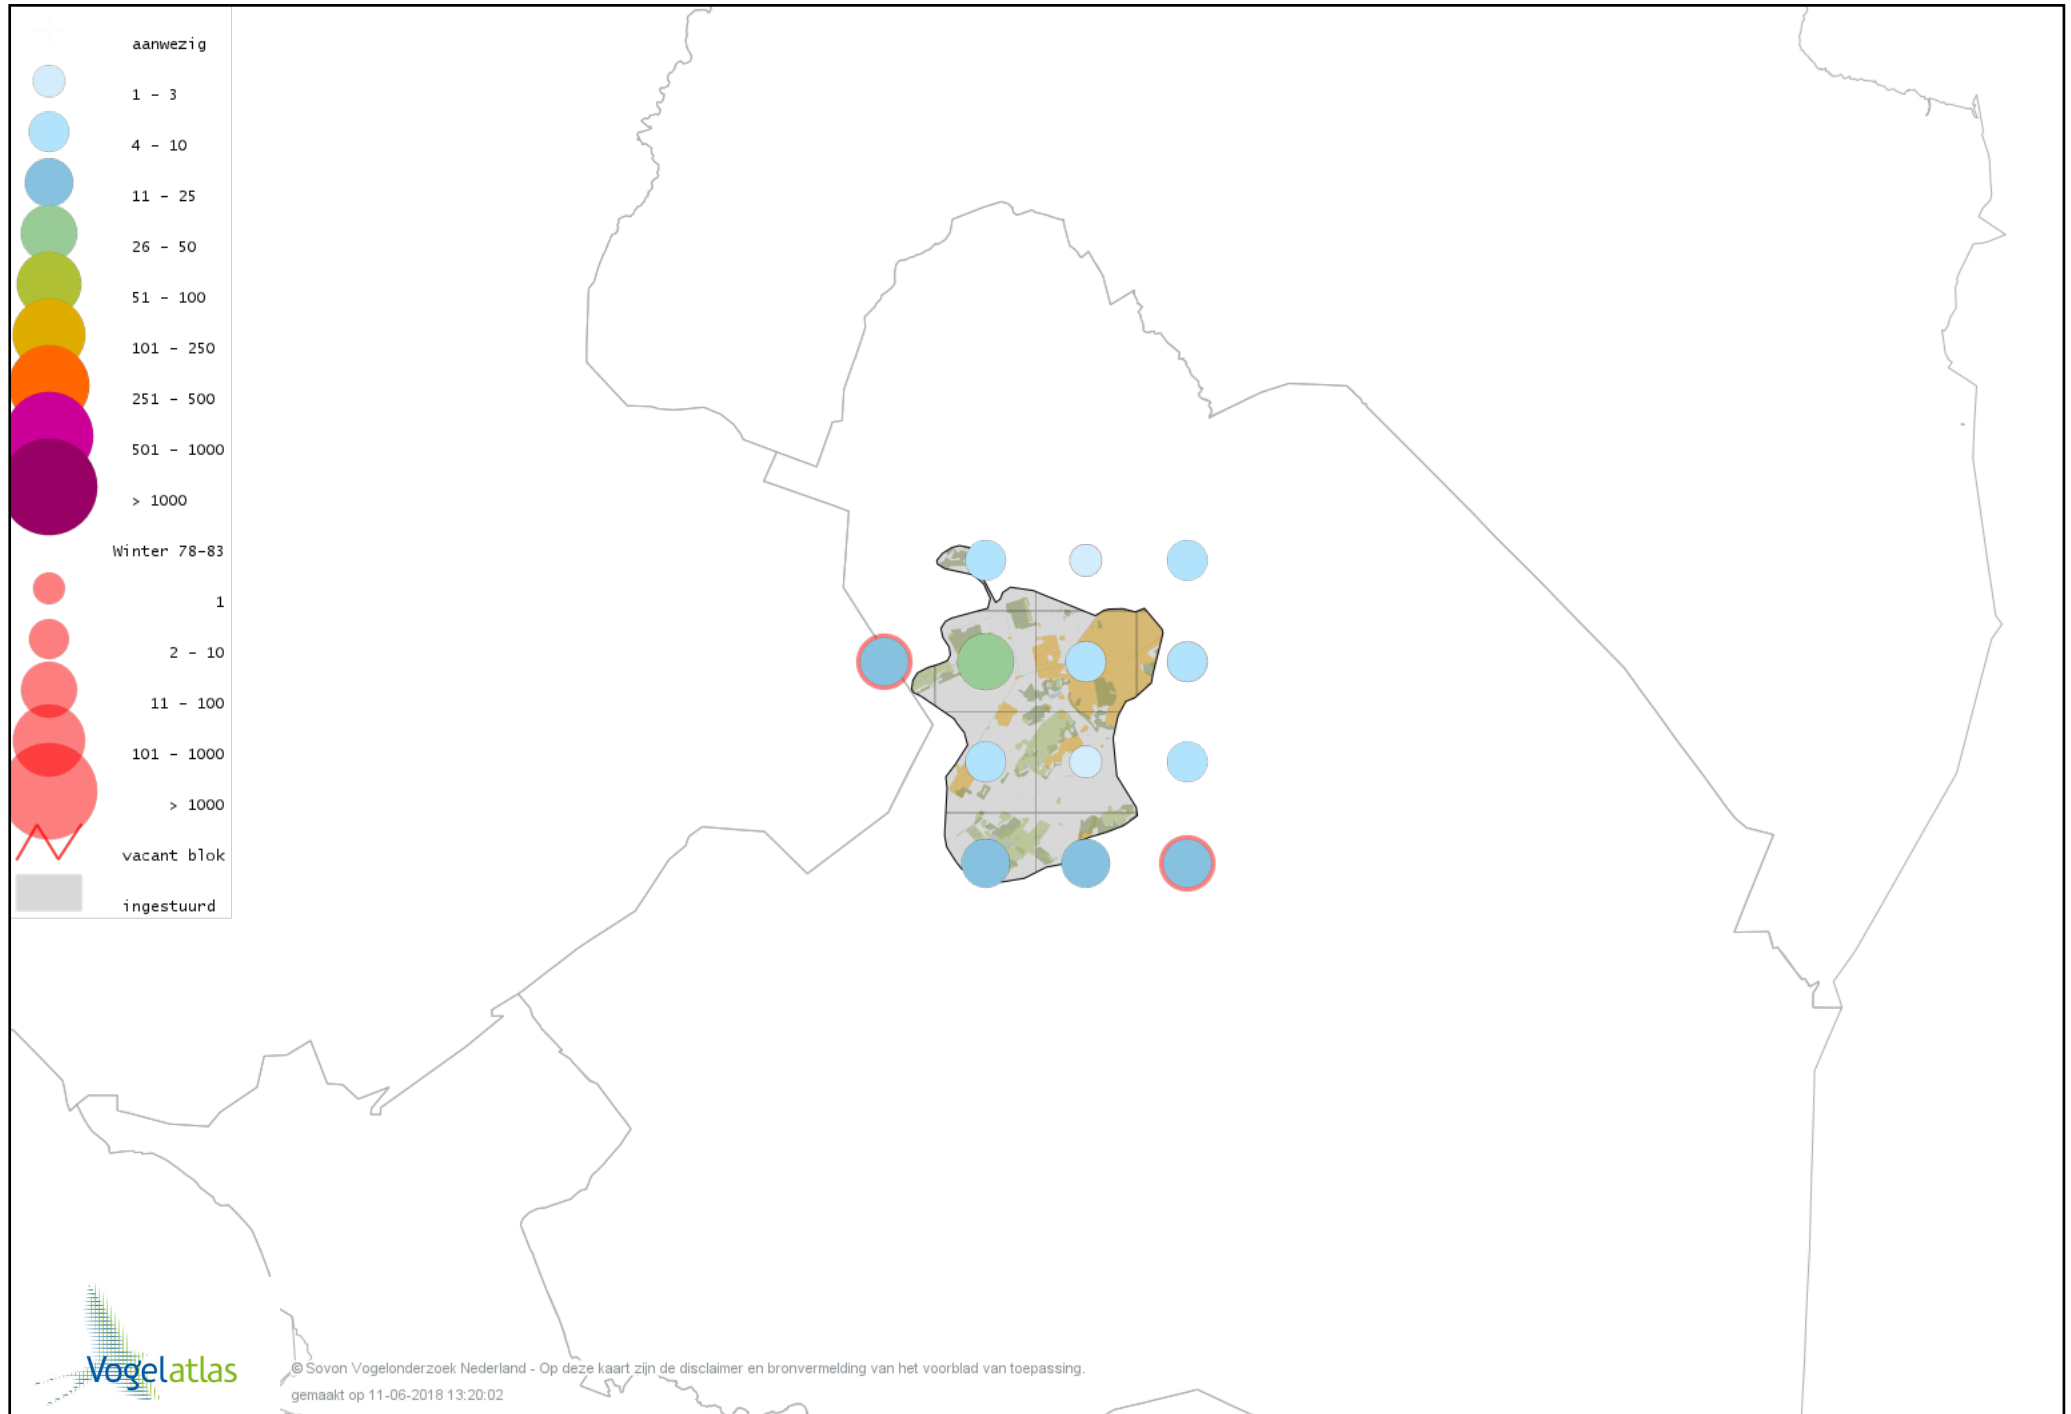 aanwezig
1 – 3
4 – 10
11 – 25
26 – 50
51 – 100
101 – 250
251 – 500
501 – 1000
> 1000
Winter 78-83
1
2 – 10
11 – 100
101 – 1000
> 1000
vacant blok
ingestuurd
Vogelatlas
© Sovon Vogelonderzoek Nederland - Op deze kaart zijn de disclaimer en bronvermelding van het voorblad van toepassing.
gemaakt op 11-06-2018 13:20:02